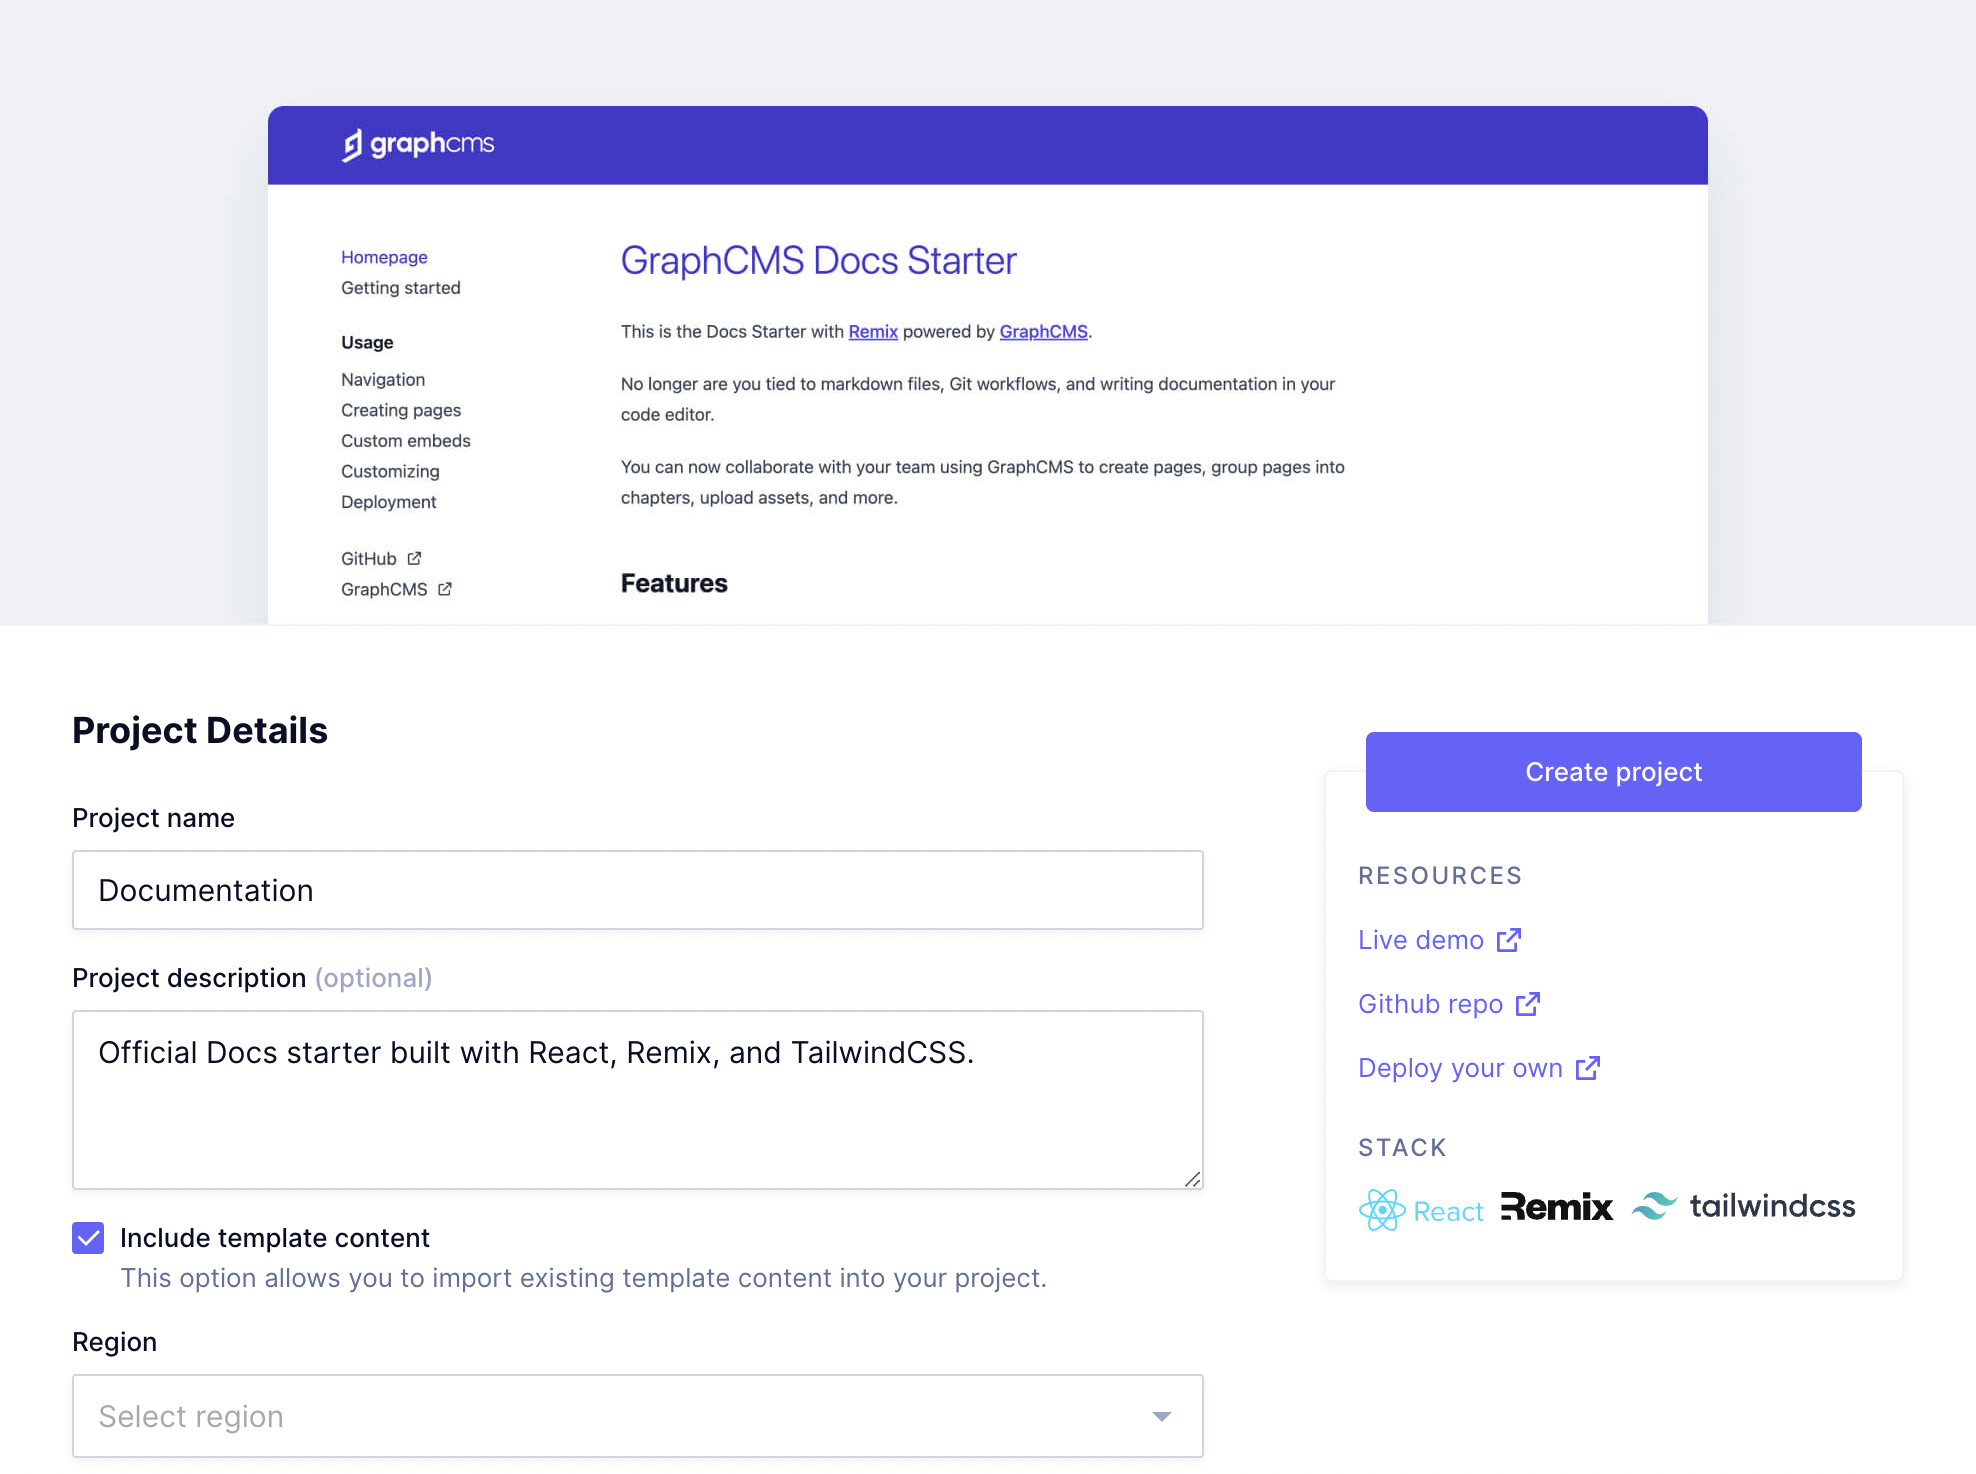 graphcms
Homepage
Getting started
Usage
Navigation
Creating pages
Custom embeds
Customizing
Deployment
GitHub
GraphCMS
GraphCMS Docs Starter
This is the Docs Starter with Remix powered by GraphCMS.
No longer are you tied to markdown files, Git workflows, and writing documentation in your
code editor.
You can now collaborate with your team using GraphCMS to create pages, group pages into
chapters, upload assets, and more.
Features
Project Details
Project name
Documentation
Project description (optional)
Official Docs starter built with React, Remix, and TailwindCSS.
Include template content
This option allows you to import existing template content into your project.
Region
Select region
Create project
RESOURCES
Live demo
Github repo
Deploy your own
STACK
React Remix tailwindcss